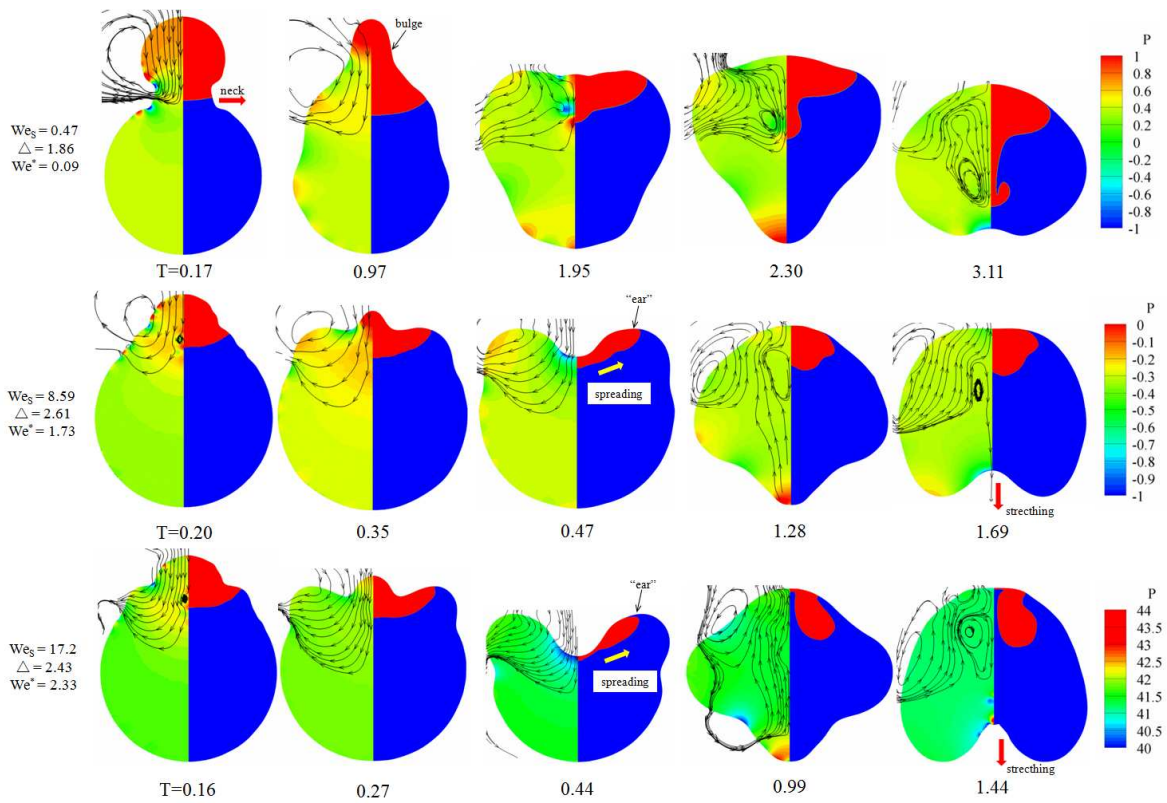 bulge
neck
We_S = 0.47
△ = 1.86
We* = 0.09
P
1
0.8
0.6
0.4
0.2
0
-0.2
-0.4
-0.6
-0.8
-1
T=0.17
0.97
1.95
2.30
3.11
"ear"
spreading
We_S = 8.59
△ = 2.61
We* = 1.73
P
0
-0.1
-0.2
-0.3
-0.4
-0.5
-0.6
-0.7
-0.8
-0.9
-1
strecthing
T=0.20
0.35
0.47
1.28
1.69
"ear"
spreading
We_S = 17.2
△ = 2.43
We* = 2.33
P
44
43.5
43
42.5
42
41.5
41
40.5
40
strecthing
T=0.16
0.27
0.44
0.99
1.44